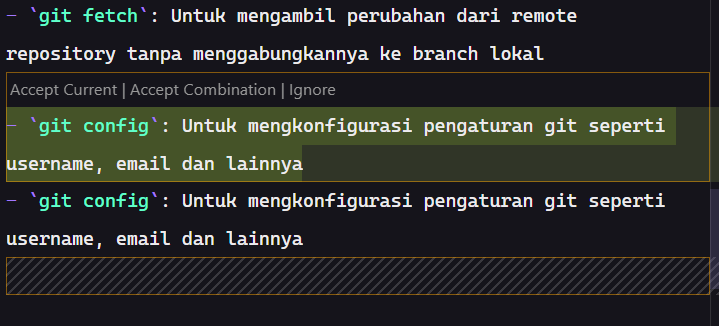 - `git fetch`: Untuk mengambil perubahan dari remote
repository tanpa menggabungkannya ke branch lokal
Accept Current | Accept Combination | Ignore
- `git config`: Untuk mengkonfigurasi pengaturan git seperti
username, email dan lainnya
- `git config`: Untuk mengkonfigurasi pengaturan git seperti
username, email dan lainnya